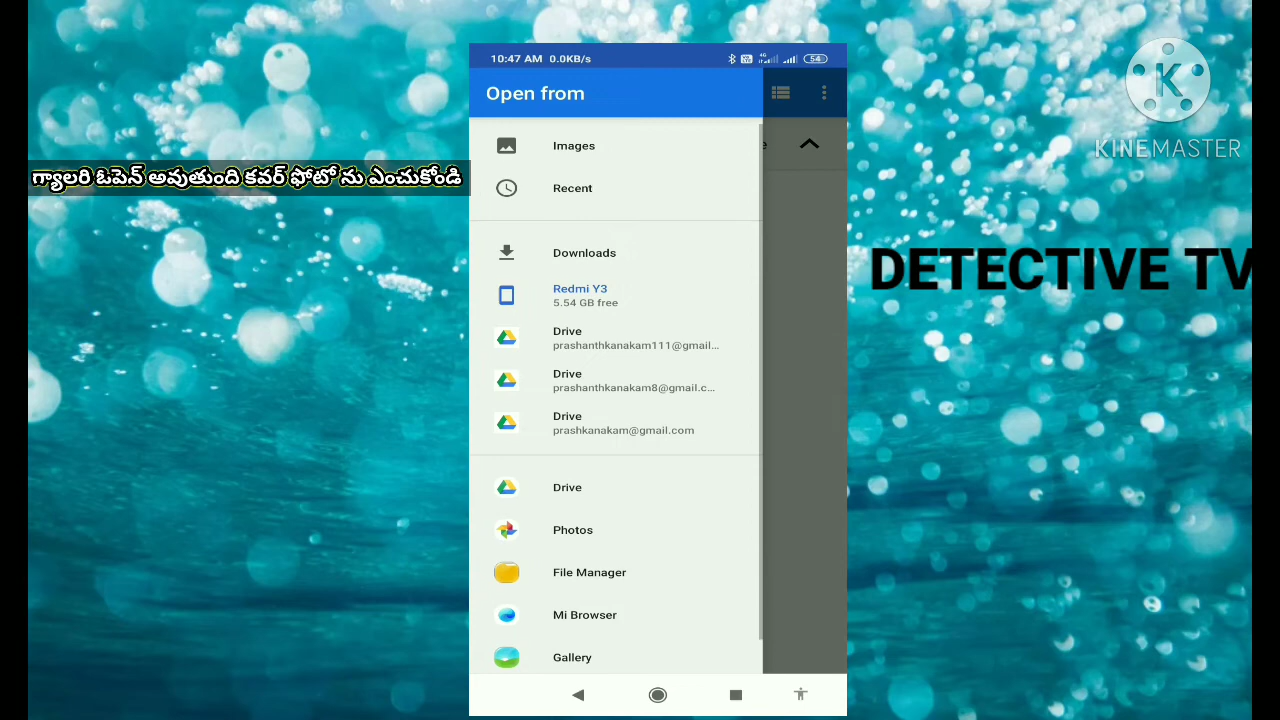 10:47 AM 0.0KB/s 4G 54
Open from
KINEMASTER
Images
e
గ్యాలరి ఓపెన్ అవుతుంది కవర్ ఫోటో ను ఎంచుకోండి
Recent
Downloads
DETECTIVE TV
Redmi Y3
5.54 GB free
Drive
prashanthkanakam111@gmail...
Drive
prashanthkanakam8@gmail.c...
Drive
prashkanakam@gmail.com
Drive
Photos
File Manager
Mi Browser
Gallery